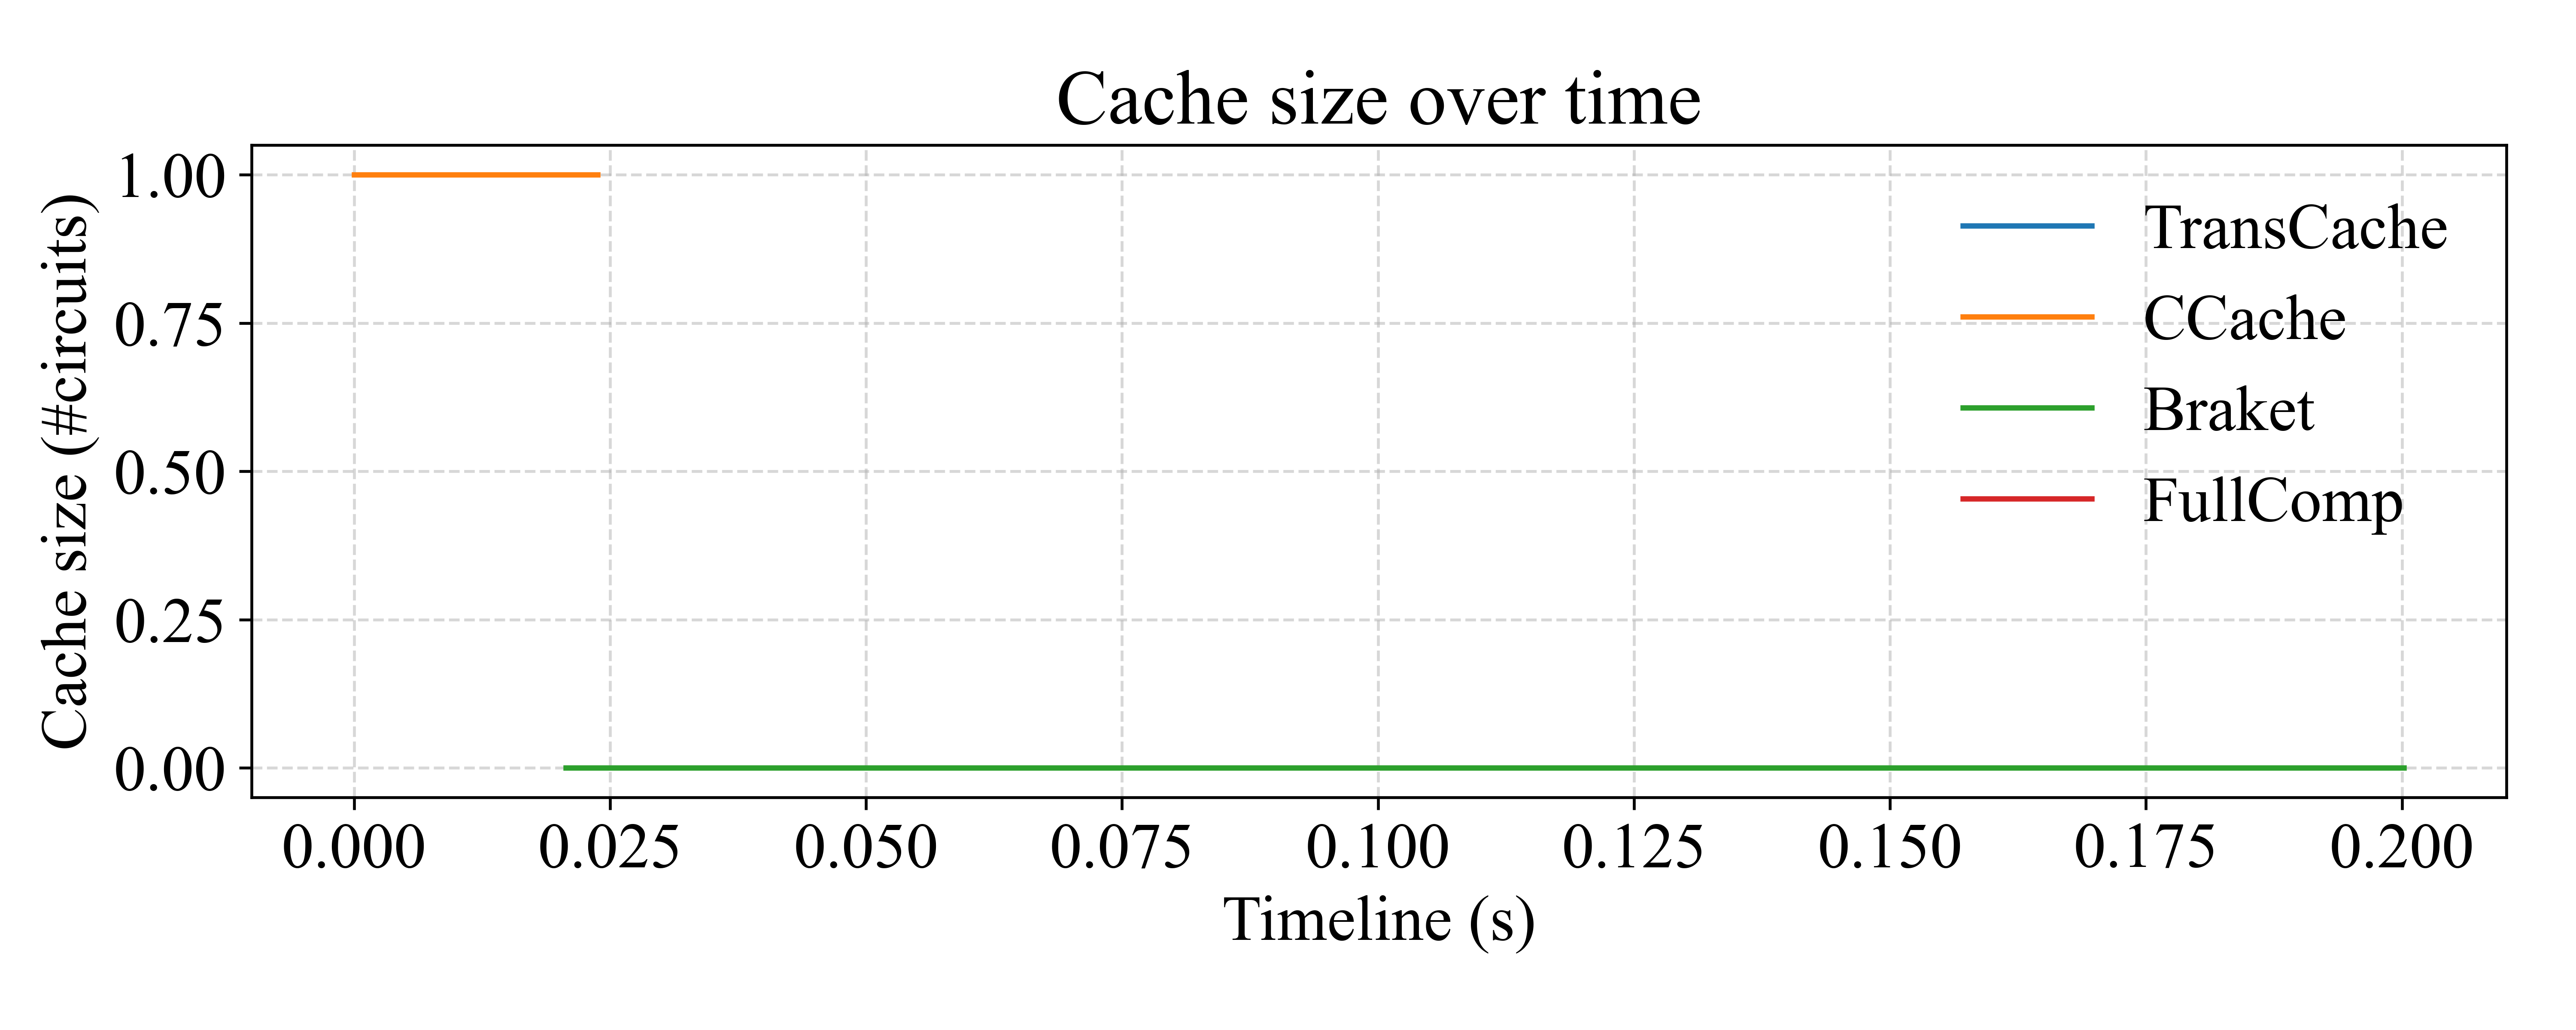 Cache size over time
Cache size (#circuits)
1.00
0.75
0.50
0.25
0.00
TransCache
CCache
Braket
FullComp
0.000 0.025 0.050 0.075 0.100 0.125 0.150 0.175 0.200
Timeline (s)